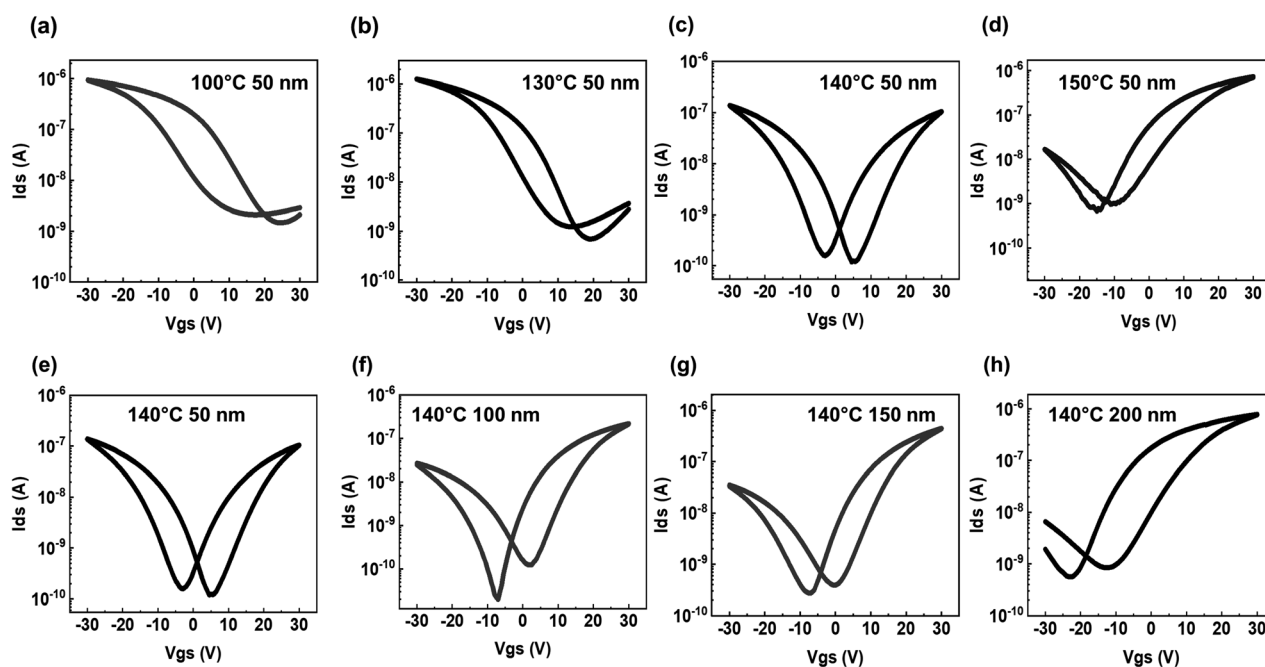 (a)
(b)
(c)
(d)
100°C 50 nm
10⁻⁶
10⁻⁷
10⁻⁸
10⁻⁹
10⁻¹⁰
Ids (A)
-30 -20 -10 0 10 20 30
Vgs (V)
130°C 50 nm
10⁻⁶
10⁻⁷
10⁻⁸
10⁻⁹
10⁻¹⁰
Ids (A)
-30 -20 -10 0 10 20 30
Vgs (V)
140°C 50 nm
10⁻⁶
10⁻⁷
10⁻⁸
10⁻⁹
10⁻¹⁰
Ids (A)
-30 -20 -10 0 10 20 30
Vgs (V)
150°C 50 nm
10⁻⁶
10⁻⁷
10⁻⁸
10⁻⁹
10⁻¹⁰
Ids (A)
-30 -20 -10 0 10 20 30
Vgs (V)
(e)
(f)
(g)
(h)
140°C 50 nm
10⁻⁶
10⁻⁷
10⁻⁸
10⁻⁹
10⁻¹⁰
Ids (A)
-30 -20 -10 0 10 20 30
Vgs (V)
140°C 100 nm
10⁻⁶
10⁻⁷
10⁻⁸
10⁻⁹
10⁻¹⁰
Ids (A)
-30 -20 -10 0 10 20 30
Vgs (V)
140°C 150 nm
10⁻⁵
10⁻⁶
10⁻⁷
10⁻⁸
10⁻⁹
10⁻¹⁰
Ids (A)
-30 -20 -10 0 10 20 30
Vgs (V)
140°C 200 nm
10⁻⁶
10⁻⁷
10⁻⁸
10⁻⁹
10⁻¹⁰
Ids (A)
-30 -20 -10 0 10 20 30
Vgs (V)